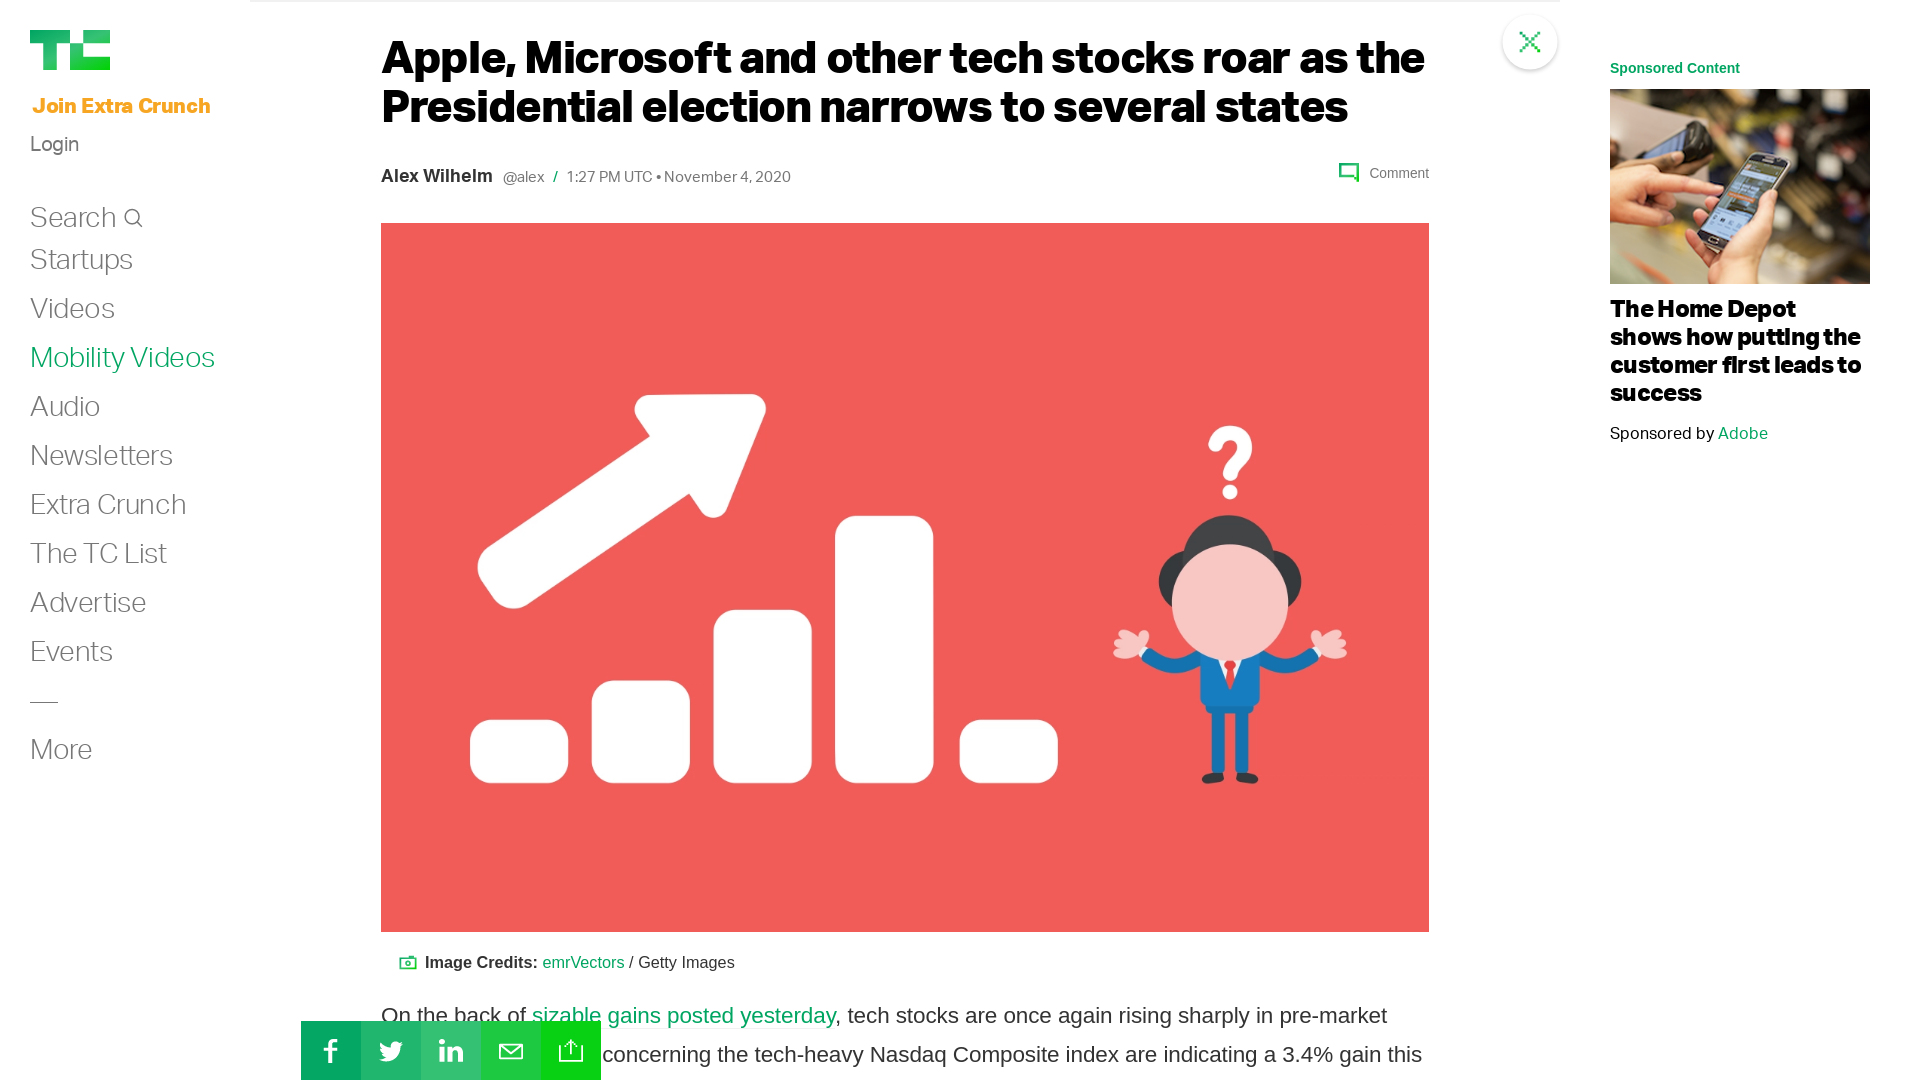 TC
Join Extra Crunch
Login
Search
Startups
Videos
Mobility Videos
Audio
Newsletters
Extra Crunch
The TC List
Advertise
Events
More
Apple, Microsoft and other tech stocks roar as the
Presidential election narrows to several states
Alex Wilhelm @alex / 1:27 PM UTC • November 4, 2020
Comment
?
Image Credits: emrVectors / Getty Images
On the back of sizable gains posted yesterday, tech stocks are once again rising sharply in pre-market
concerning the tech-heavy Nasdaq Composite index are indicating a 3.4% gain this
Sponsored Content
The Home Depot
shows how putting the
customer first leads to
success
Sponsored by Adobe